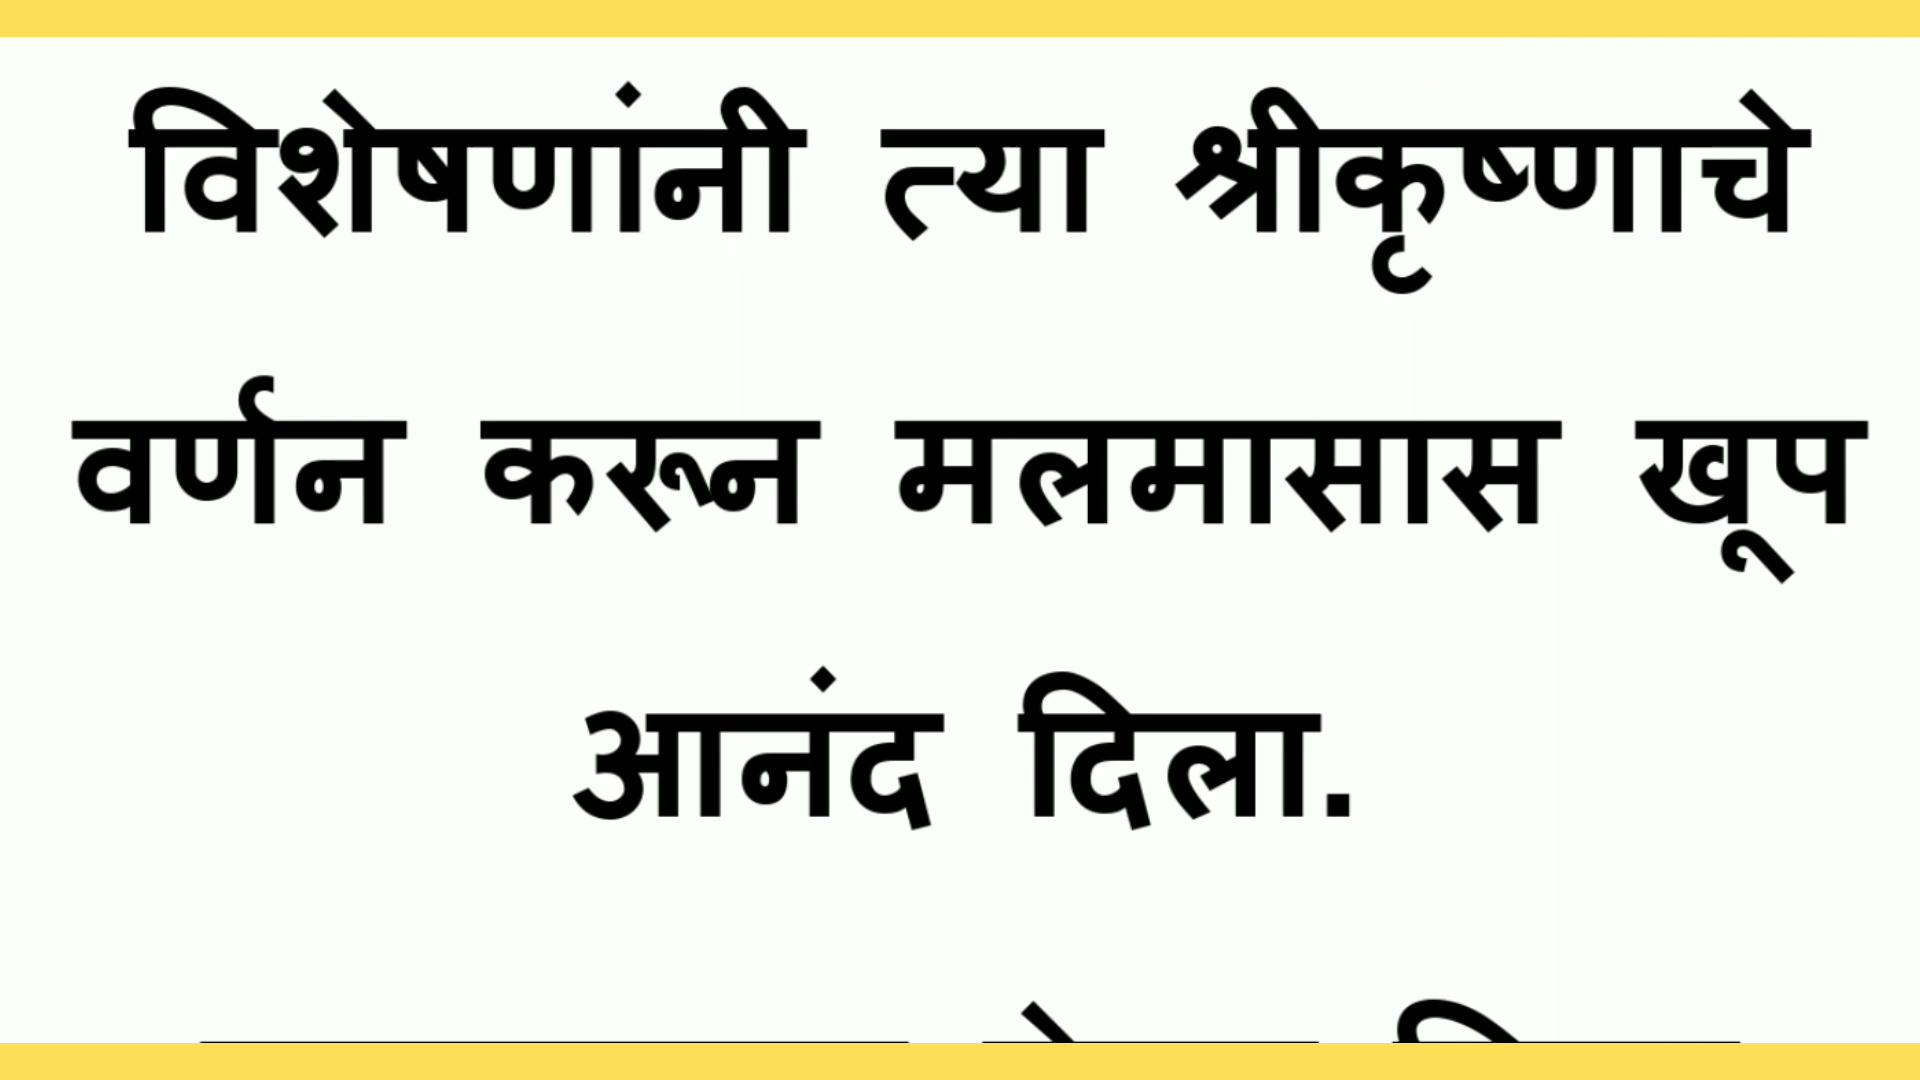 विशेषणांनी त्या श्रीकृष्णाचे
वर्णन करून मलमासास खूप
आनंद दिला.